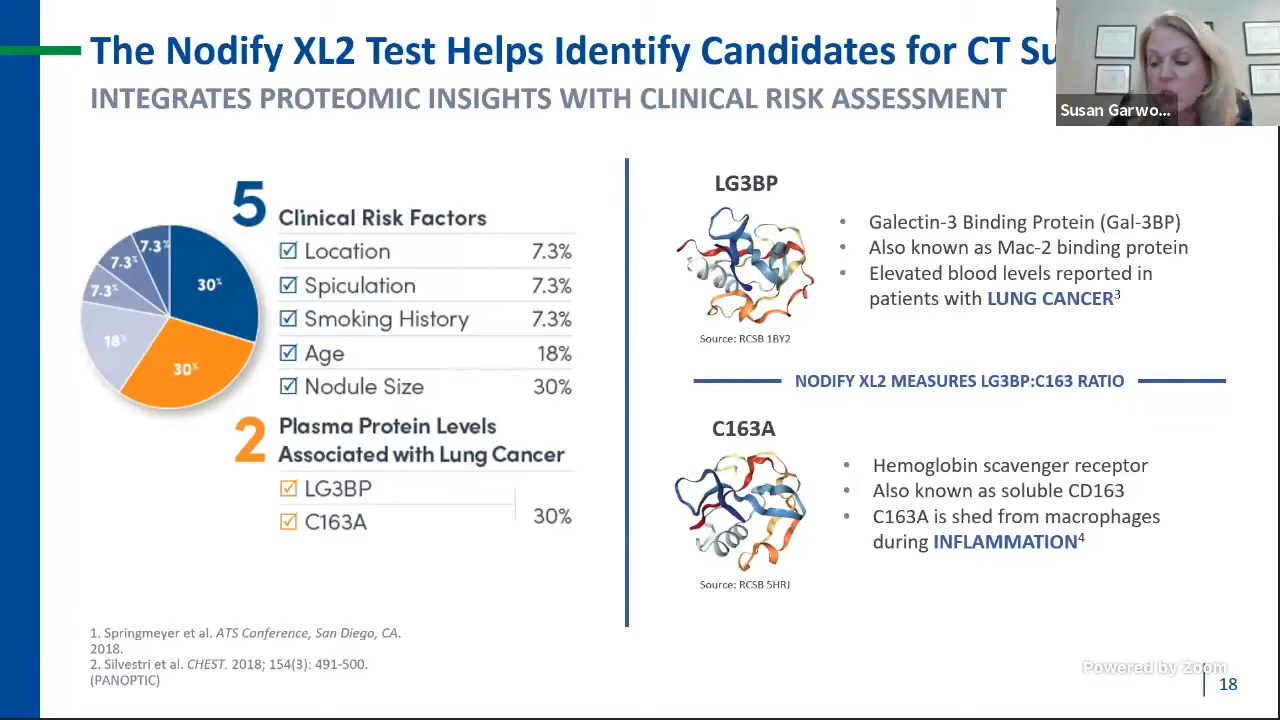 The Nodify XL2 Test Helps Identify Candidates for CT Su
INTEGRATES PROTEOMIC INSIGHTS WITH CLINICAL RISK ASSESSMENT
Susan Garwo...
5
Clinical Risk Factors
Location 7.3%
Spiculation 7.3%
Smoking History 7.3%
Age 18%
Nodule Size 30%
7.3%
7.3%
7.3%
18%
30%
30%
2
Plasma Protein Levels
Associated with Lung Cancer
LG3BP
C163A
30%
LG3BP
Source: RCSB 1BY2
• Galectin-3 Binding Protein (Gal-3BP)
• Also known as Mac-2 binding protein
• Elevated blood levels reported in
patients with LUNG CANCER³
NODIFY XL2 MEASURES LG3BP:C163 RATIO
C163A
Source: RCSB 5HRJ
• Hemoglobin scavenger receptor
• Also known as soluble CD163
• C163A is shed from macrophages
during INFLAMMATION⁴
1. Springmeyer et al. ATS Conference, San Diego, CA.
2018.
2. Silvestri et al. CHEST. 2018; 154(3): 491-500.
(PANOPTIC)
Powered by Zoom
18